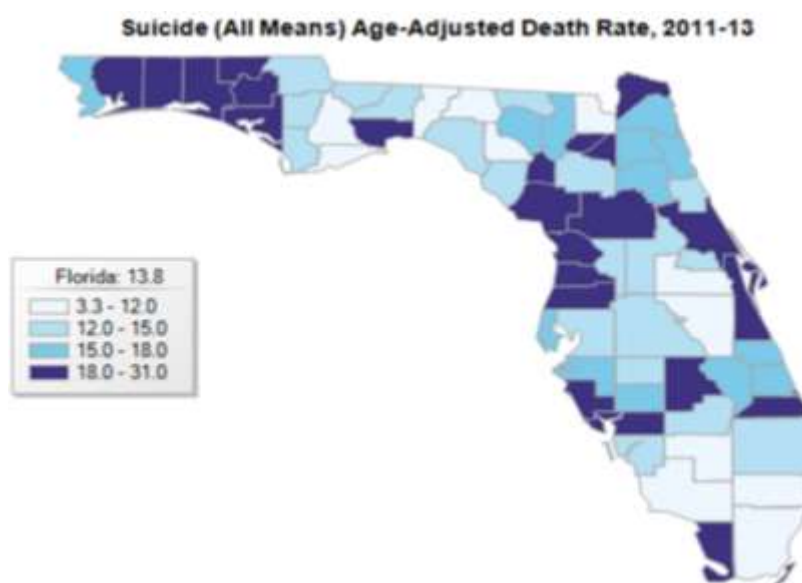 Suicide (All Means) Age-Adjusted Death Rate, 2011-13
Florida: 13.8
3.3 - 12.0
12.0 - 15.0
15.0 - 18.0
18.0 - 31.0